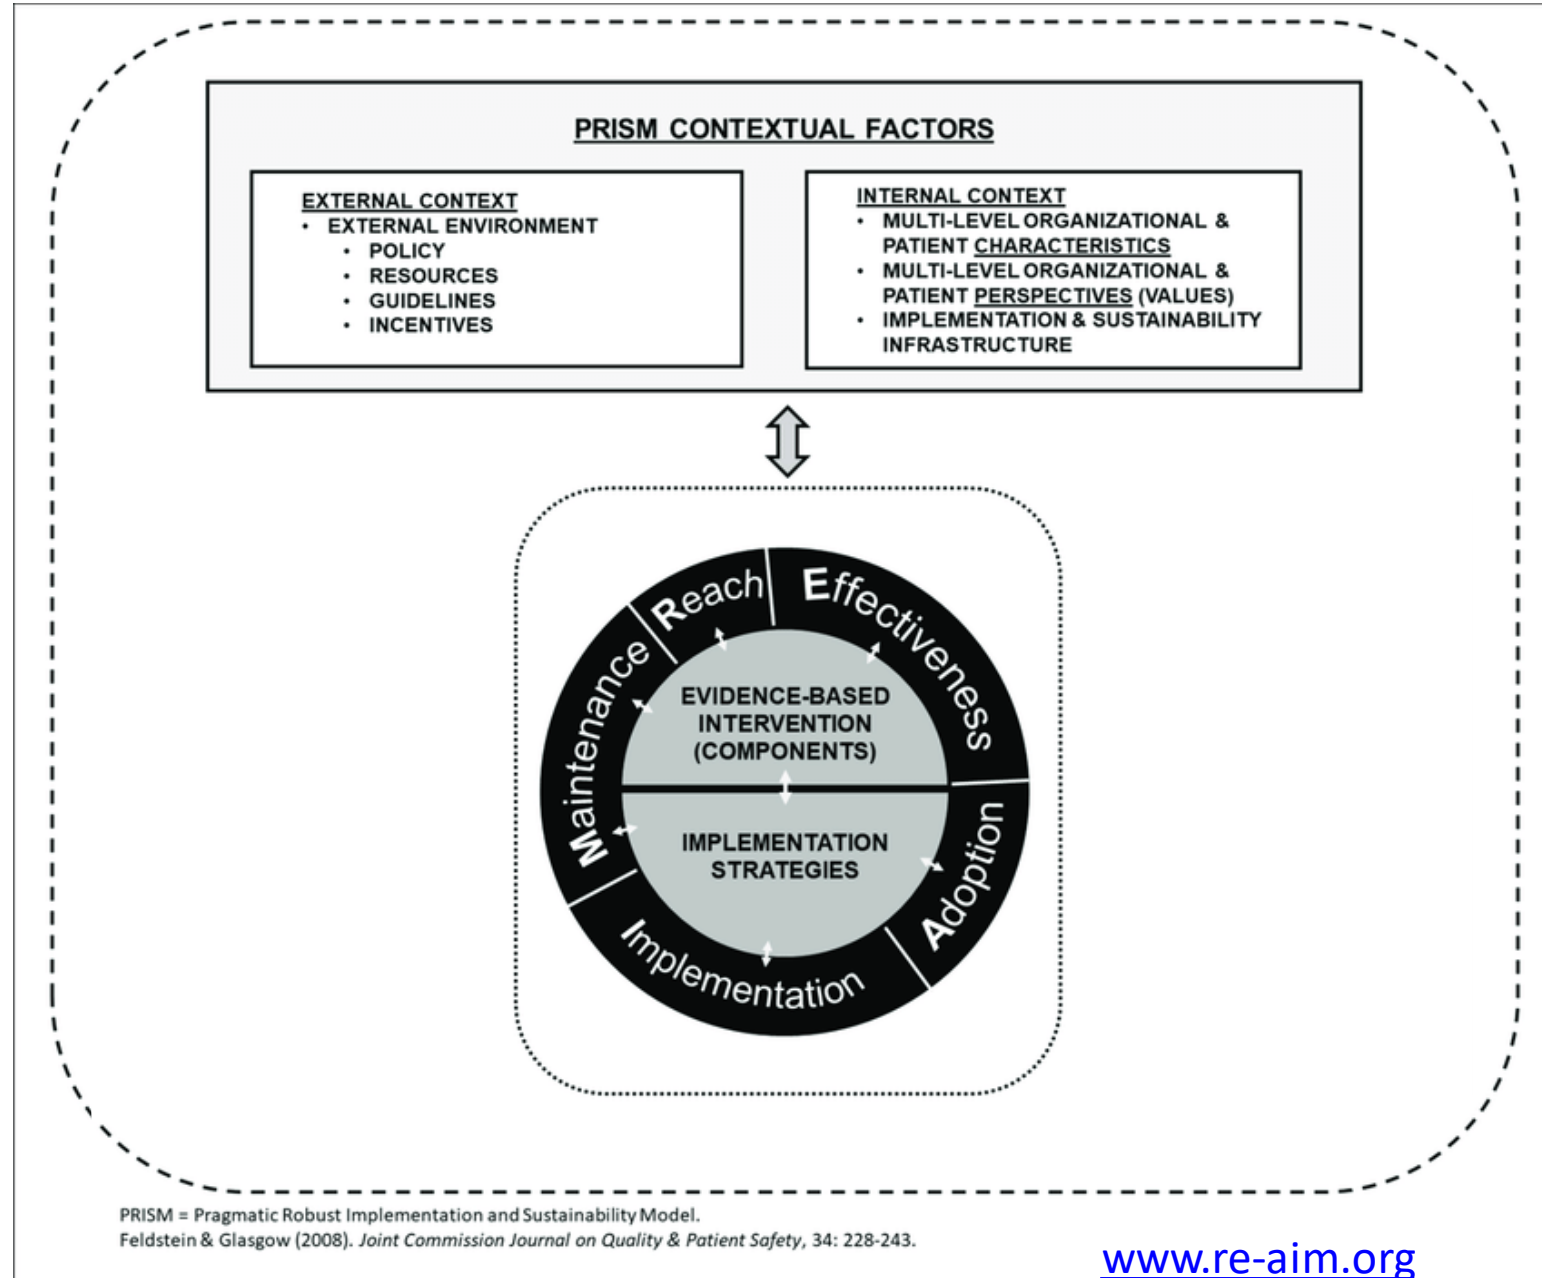 PRISM CONTEXTUAL FACTORS
EXTERNAL CONTEXT
• EXTERNAL ENVIRONMENT
• POLICY
• RESOURCES
• GUIDELINES
• INCENTIVES
INTERNAL CONTEXT
• MULTI-LEVEL ORGANIZATIONAL &
PATIENT CHARACTERISTICS
• MULTI-LEVEL ORGANIZATIONAL &
PATIENT PERSPECTIVES (VALUES)
• IMPLEMENTATION & SUSTAINABILITY
INFRASTRUCTURE
Reach
Effectiveness
Adoption
Implementation
Maintenance
EVIDENCE-BASED
INTERVENTION
(COMPONENTS)
IMPLEMENTATION
STRATEGIES
PRISM = Pragmatic Robust Implementation and Sustainability Model.
Feldstein & Glasgow (2008). Joint Commission Journal on Quality & Patient Safety, 34: 228-243.
www.re-aim.org